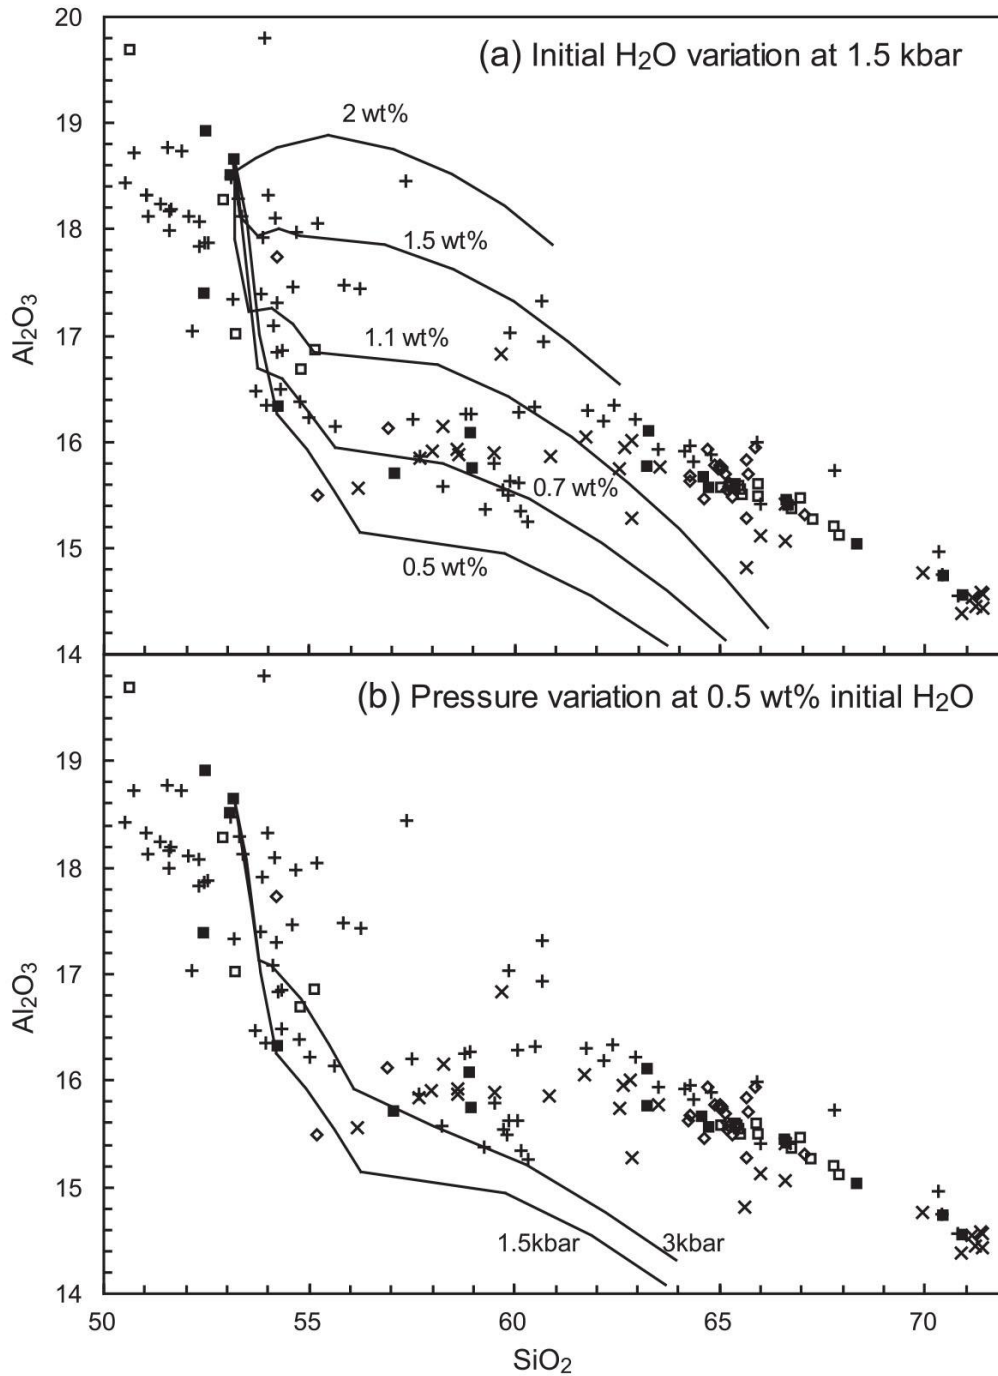 20
(a) Initial H2O variation at 1.5 kbar
19
2 wt%
18
1.5 wt%
Al2O3
17
1.1 wt%
16
0.7 wt%
15
0.5 wt%
14
(b) Pressure variation at 0.5 wt% initial H2O
19
18
17
Al2O3
16
15
1.5kbar
3kbar
14
50 55 60 65 70
SiO2